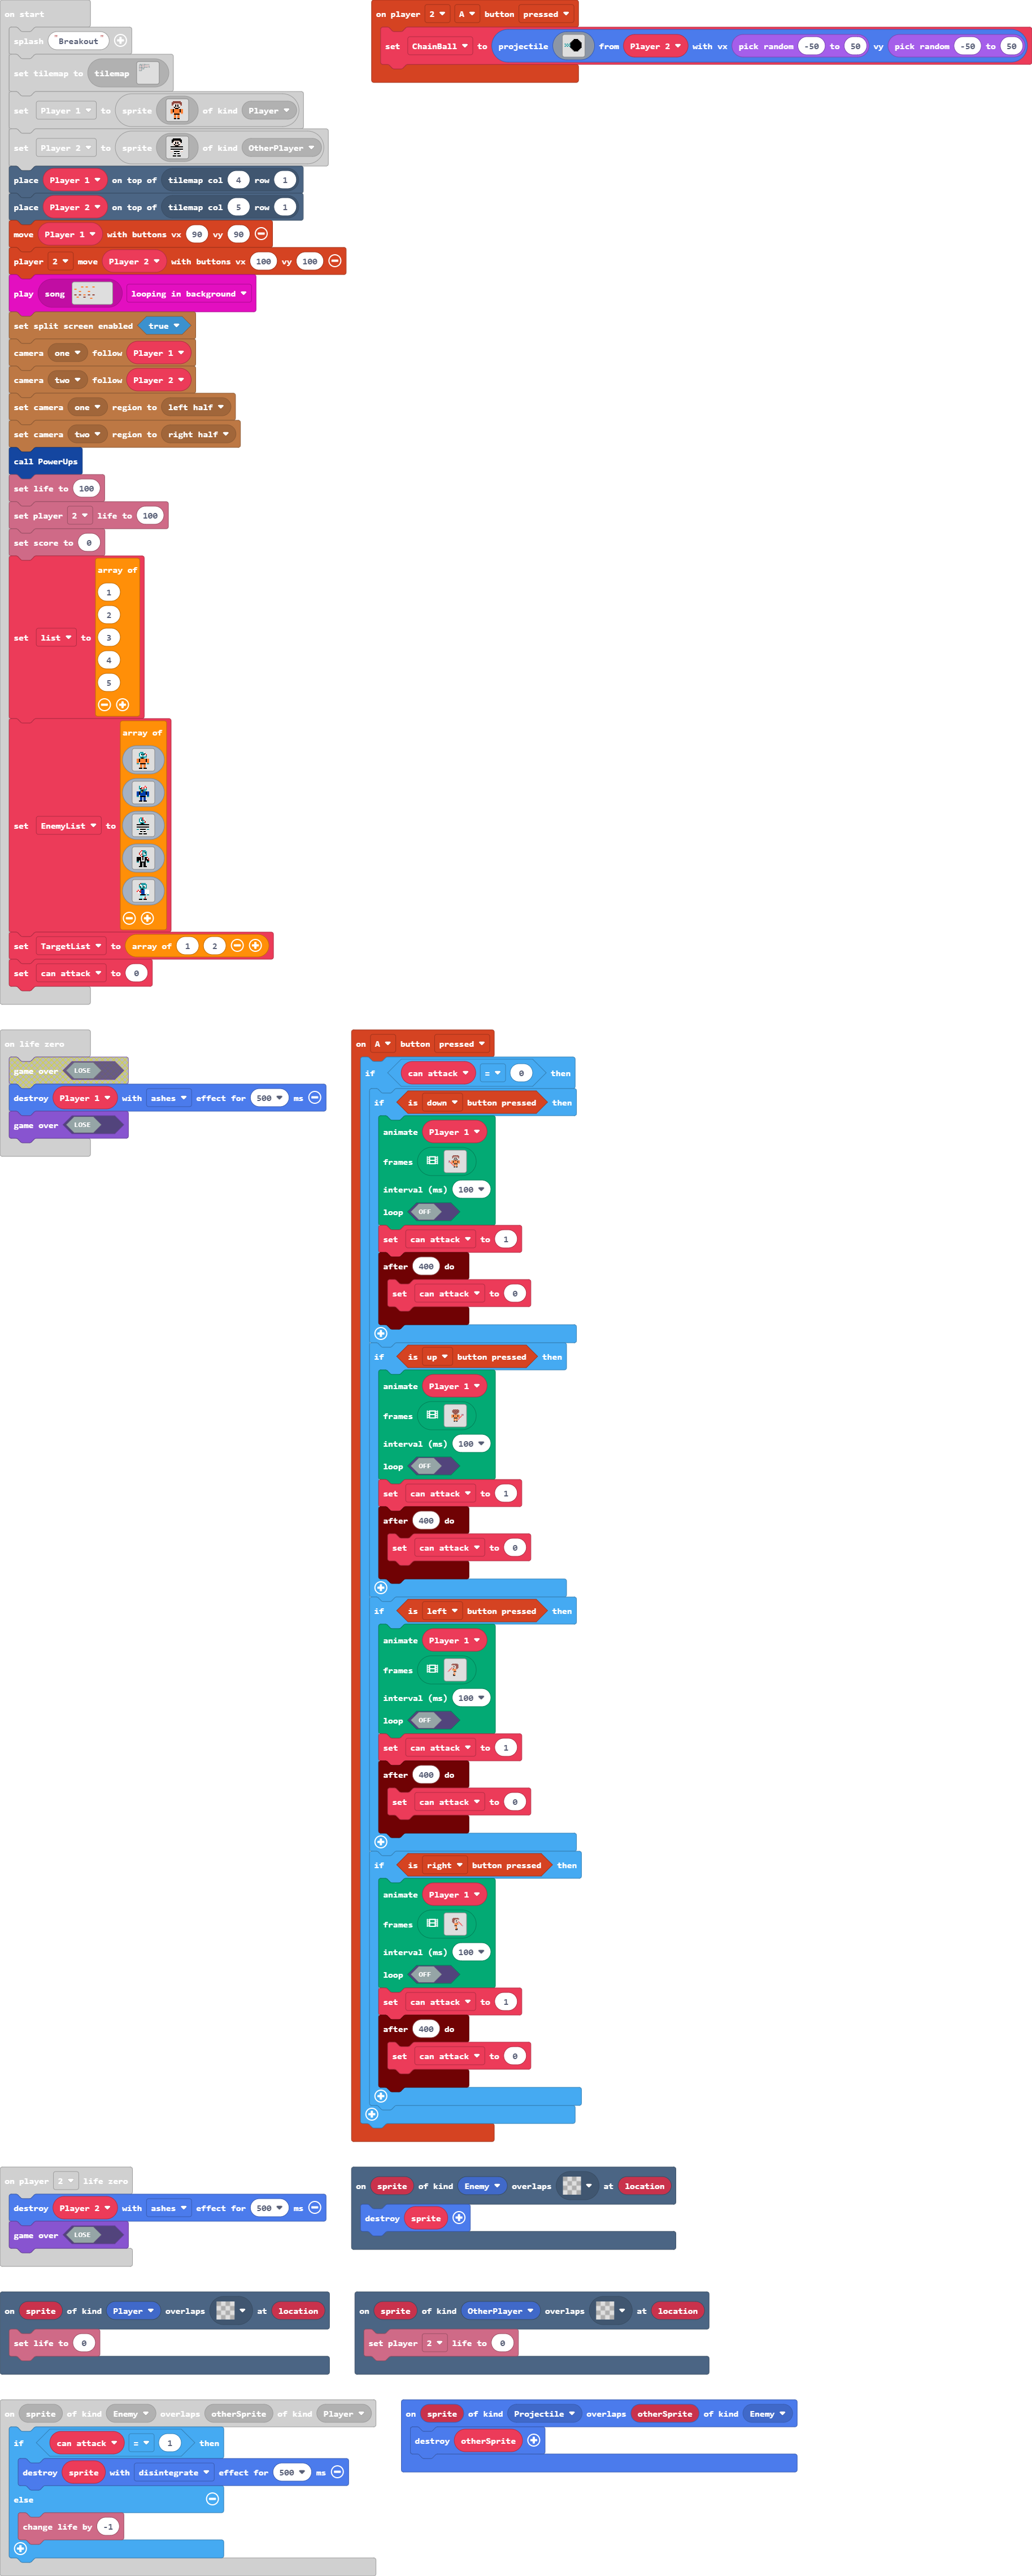 on start
splash "Breakout"
set tilemap to tilemap
set Player 1 to sprite of kind Player
set Player 2 to sprite of kind OtherPlayer
place Player 1 on top of tilemap col 4 row 1
place Player 2 on top of tilemap col 5 row 1
move Player 1 with buttons vx 90 vy 90
player 2 move Player 2 with buttons vx 100 vy 100
play song looping in background
set split screen enabled true
camera one follow Player 1
camera two follow Player 2
set camera one region to left half
set camera two region to right half
call PowerUps
set life to 100
set player 2 life to 100
set score to 0
set list to array of
1
2
3
4
5
set EnemyList to array of
set TargetList to array of 1 2
set can attack to 0
on player 2 A button pressed
set ChainBall to projectile from Player 2 with vx pick random -50 to 50 vy pick random -50 to 50
on life zero
game over LOSE
destroy Player 1 with ashes effect for 500 ms
game over LOSE
on A button pressed
if can attack = 0 then
if is down button pressed then
animate Player 1
frames
interval (ms) 100
loop OFF
set can attack to 1
after 400 do
set can attack to 0
if is up button pressed then
animate Player 1
frames
interval (ms) 100
loop OFF
set can attack to 1
after 400 do
set can attack to 0
if is left button pressed then
animate Player 1
frames
interval (ms) 100
loop OFF
set can attack to 1
after 400 do
set can attack to 0
if is right button pressed then
animate Player 1
frames
interval (ms) 100
loop OFF
set can attack to 1
after 400 do
set can attack to 0
on player 2 life zero
destroy Player 2 with ashes effect for 500 ms
game over LOSE
on sprite of kind Enemy overlaps at location
destroy sprite
on sprite of kind Player overlaps at location
set life to 0
on sprite of kind OtherPlayer overlaps at location
set player 2 life to 0
on sprite of kind Enemy overlaps otherSprite of kind Player
if can attack = 1 then
destroy sprite with disintegrate effect for 500 ms
else
change life by -1
on sprite of kind Projectile overlaps otherSprite of kind Enemy
destroy otherSprite